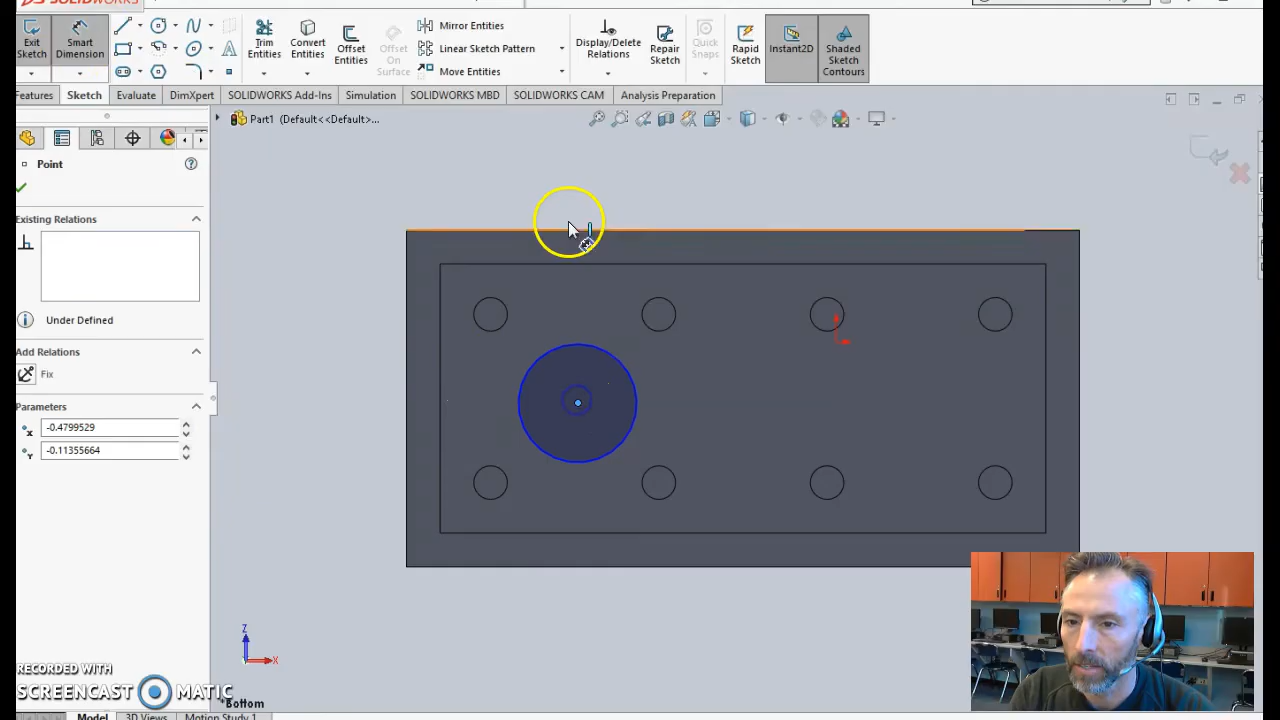 SOLIDWORKS
Exit Sketch
Smart Dimension
Trim Entities
Convert Entities
Offset Entities
Offset On Surface
Mirror Entities
Linear Sketch Pattern
Move Entities
Display/Delete Relations
Repair Sketch
Quick Snaps
Rapid Sketch
Instant2D
Shaded Sketch Contours
Features Sketch Evaluate DimXpert SOLIDWORKS Add-Ins Simulation SOLIDWORKS MBD SOLIDWORKS CAM Analysis Preparation
Part1 (Default<<Default>...
Point
Existing Relations
Under Defined
Add Relations
Fix
Parameters
x -0.4799529
Y -0.11355664
Z
X
RECORDED WITH
SCREENCAST MATIC
*Bottom
Model 3D Views Motion Study 1